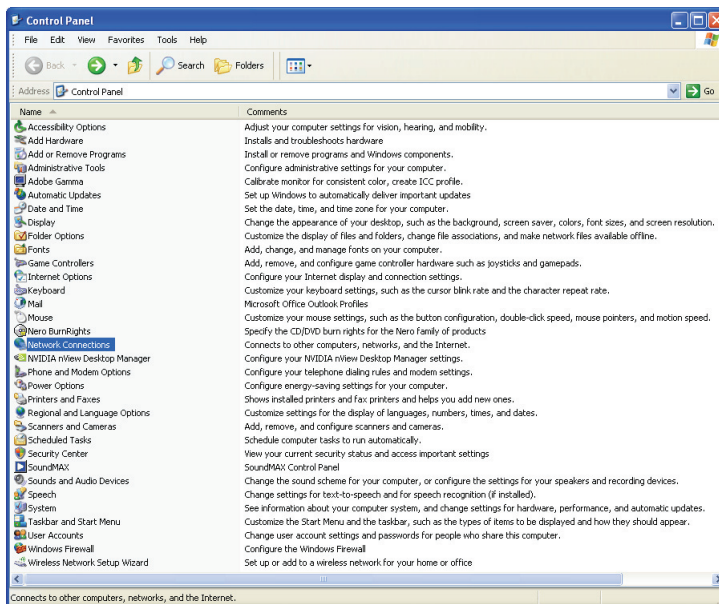 Control Panel
File Edit View Favorites Tools Help
Back Search Folders
Address Control Panel Go
Name Comments
Accessibility Options Adjust your computer settings for vision, hearing, and mobility.
Add Hardware Installs and troubleshoots hardware
Add or Remove Programs Install or remove programs and Windows components.
Administrative Tools Configure administrative settings for your computer.
Adobe Gamma Calibrate monitor for consistent color, create ICC profile.
Automatic Updates Set up Windows to automatically deliver important updates
Date and Time Set the date, time, and time zone for your computer.
Display Change the appearance of your desktop, such as the background, screen saver, colors, font sizes, and screen resolution.
Folder Options Customize the display of files and folders, change file associations, and make network files available offline.
Fonts Add, change, and manage fonts on your computer.
Game Controllers Add, remove, and configure game controller hardware such as joysticks and gamepads.
Internet Options Configure your Internet display and connection settings.
Keyboard Customize your keyboard settings, such as the cursor blink rate and the character repeat rate.
Mail Microsoft Office Outlook Profiles
Mouse Customize your mouse settings, such as the button configuration, double-click speed, mouse pointers, and motion speed.
Nero BurnRights Specify the CD/DVD burn rights for the Nero family of products
Network Connections Connects to other computers, networks, and the Internet.
NVIDIA nView Desktop Manager Configure your NVIDIA nView Desktop Manager settings.
Phone and Modem Options Configure your telephone dialing rules and modem settings.
Power Options Configure energy-saving settings for your computer.
Printers and Faxes Shows installed printers and fax printers and helps you add new ones.
Regional and Language Options Customize settings for the display of languages, numbers, times, and dates.
Scanners and Cameras Add, remove, and configure scanners and cameras.
Scheduled Tasks Schedule computer tasks to run automatically.
Security Center View your current security status and access important settings
SoundMAX SoundMAX Control Panel
Sounds and Audio Devices Change the sound scheme for your computer, or configure the settings for your speakers and recording devices.
Speech Change settings for text-to-speech and for speech recognition (if installed).
System See information about your computer system, and change settings for hardware, performance, and automatic updates.
Taskbar and Start Menu Customize the Start Menu and the taskbar, such as the types of items to be displayed and how they should appear.
User Accounts Change user account settings and passwords for people who share this computer.
Windows Firewall Configure the Windows Firewall
Wireless Network Setup Wizard Set up or add to a wireless network for your home or office
Connects to other computers, networks, and the Internet.